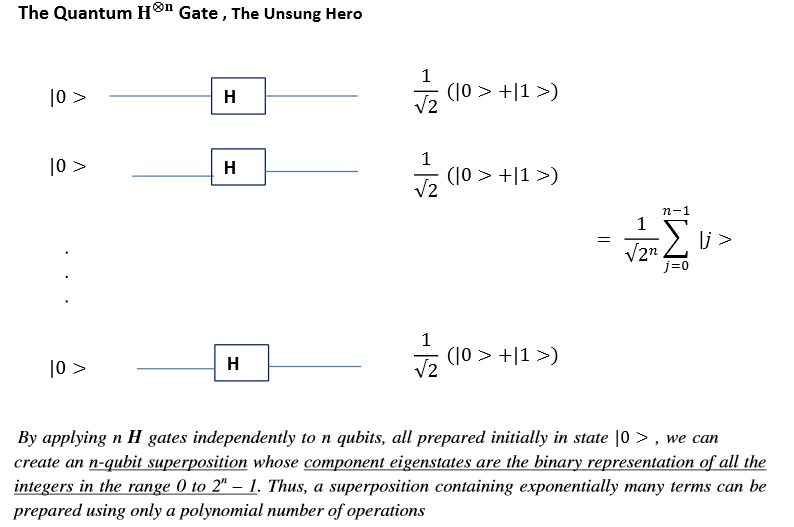 The Quantum H⊗n Gate , The Unsung Hero
|0 > H 1/√2 (|0 > +|1 >)
|0 > H 1/√2 (|0 > +|1 >)
= 1/√2ⁿ ∑ⱼ₌₀ⁿ⁻¹ |j >
.
.
.
|0 > H 1/√2 (|0 > +|1 >)
By applying n H gates independently to n qubits, all prepared initially in state |0 > , we can
create an n-qubit superposition whose component eigenstates are the binary representation of all the
integers in the range 0 to 2ⁿ – 1. Thus, a superposition containing exponentially many terms can be
prepared using only a polynomial number of operations